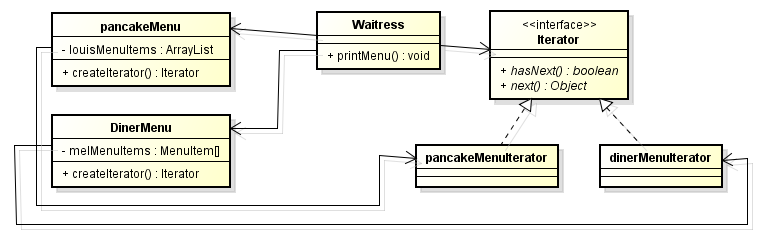 pancakeMenu
- louisMenuItems : ArrayList
+ createIterator() : Iterator
Waitress
+ printMenu() : void
<<interface>>
Iterator
+ hasNext() : boolean
+ next() : Object
DinerMenu
- melMenuItems : MenuItem[]
+ createIterator() : Iterator
pancakeMenuIterator
dinerMenuIterator